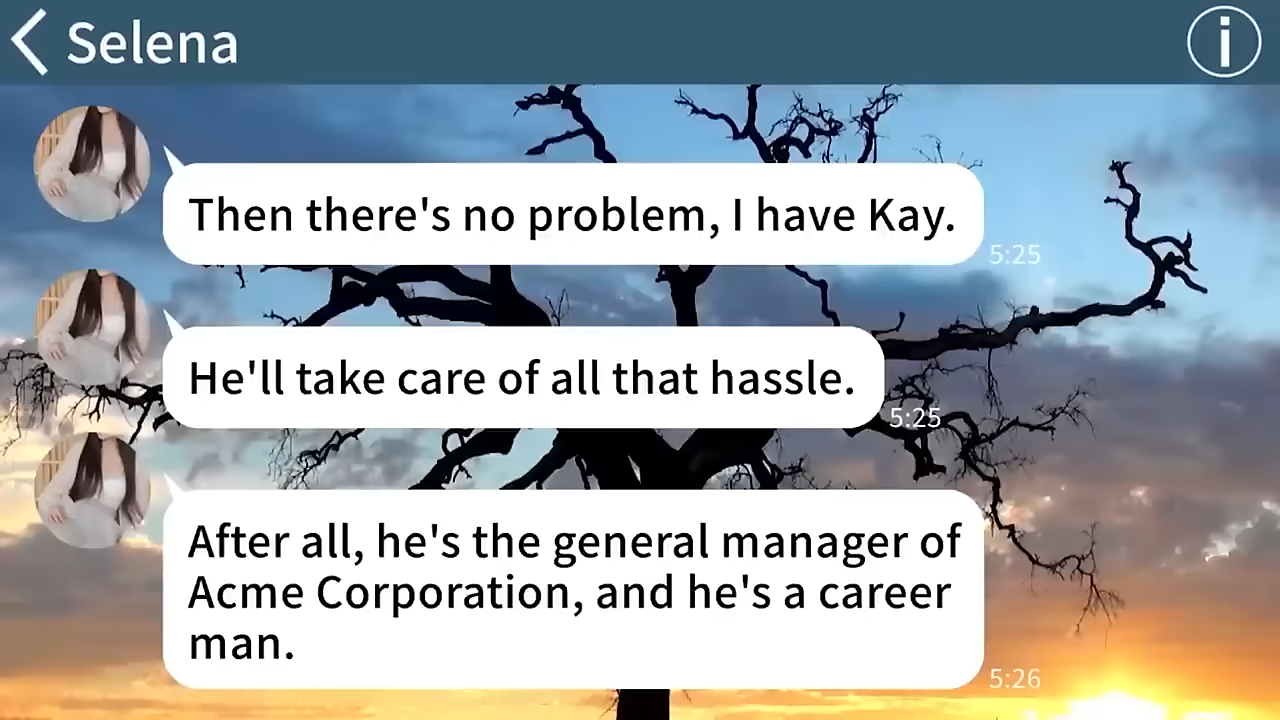 Selena
Then there's no problem, I have Kay.
5:25
He'll take care of all that hassle.
5:25
After all, he's the general manager of
Acme Corporation, and he's a career
man.
5:26